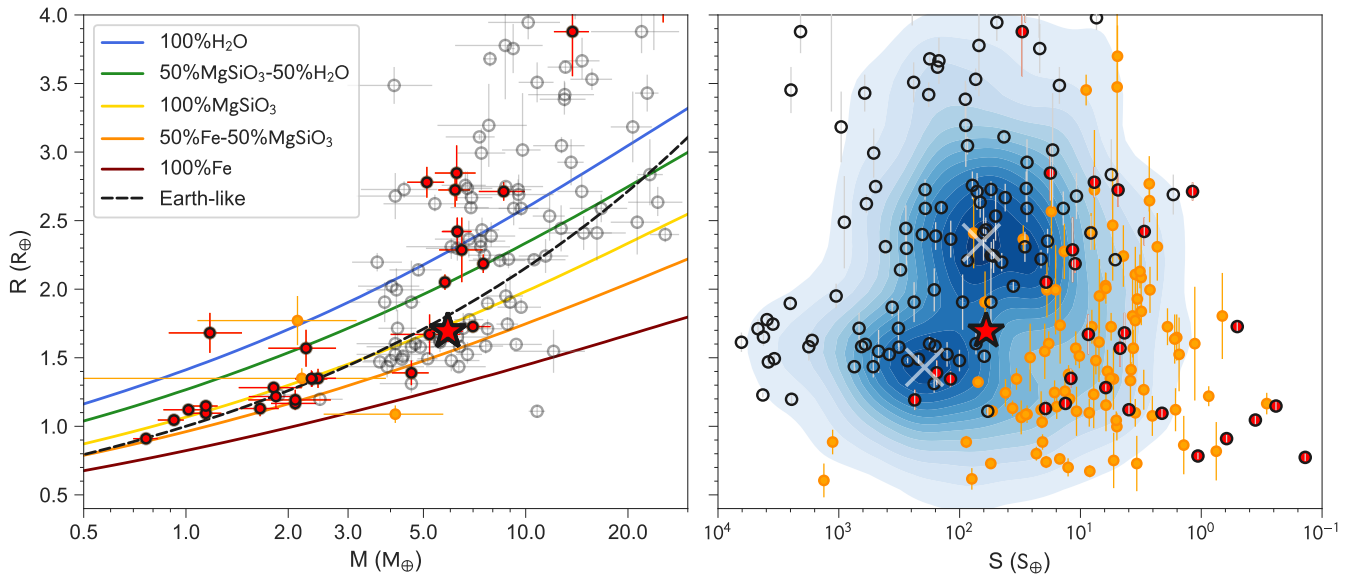 100%H₂O
50%MgSiO₃-50%H₂O
100%MgSiO₃
50%Fe-50%MgSiO₃
100%Fe
Earth-like
4.0
3.5
3.0
2.5
2.0
1.5
1.0
0.5
R (R⊕)
0.5 1.0 2.0 3.0 5.0 10.0 20.0
M (M⊕)
10⁴ 10³ 10² 10¹ 10⁰ 10⁻¹
S (S⊕)